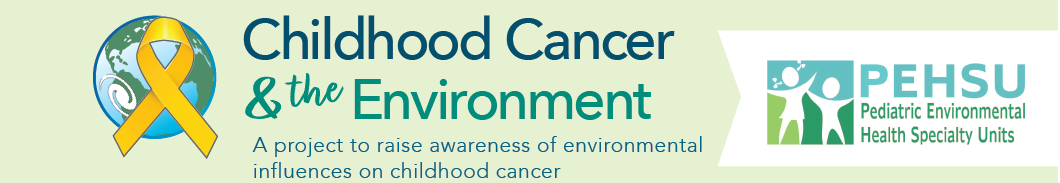 Childhood Cancer
& the Environment
A project to raise awareness of environmental
influences on childhood cancer
PEHSU
Pediatric Environmental
Health Specialty Units